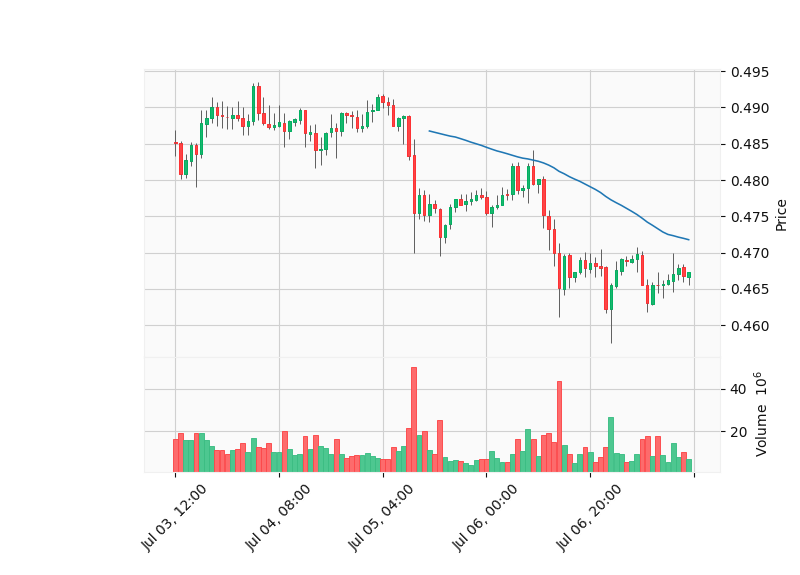 0.495
0.490
0.485
0.480
0.475
0.470
0.465
0.460
Price
40
20
Volume 10^6
Jul 03, 12:00
Jul 04, 08:00
Jul 05, 04:00
Jul 06, 00:00
Jul 06, 20:00